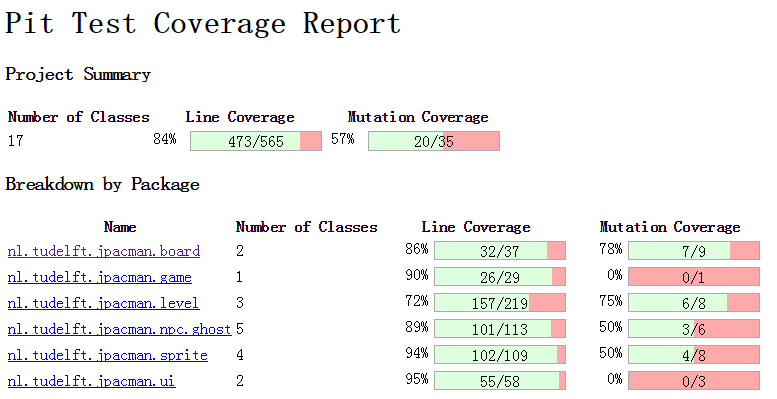 Pit Test Coverage Report
Project Summary
Number of Classes Line Coverage Mutation Coverage
17 84% 473/565 57% 20/35
Breakdown by Package
Name Number of Classes Line Coverage Mutation Coverage
nl.tudelft.jpacman.board 2 86% 32/37 78% 7/9
nl.tudelft.jpacman.game 1 90% 26/29 0% 0/1
nl.tudelft.jpacman.level 3 72% 157/219 75% 6/8
nl.tudelft.jpacman.npc.ghost 5 89% 101/113 50% 3/6
nl.tudelft.jpacman.sprite 4 94% 102/109 50% 4/8
nl.tudelft.jpacman.ui 2 95% 55/58 0% 0/3